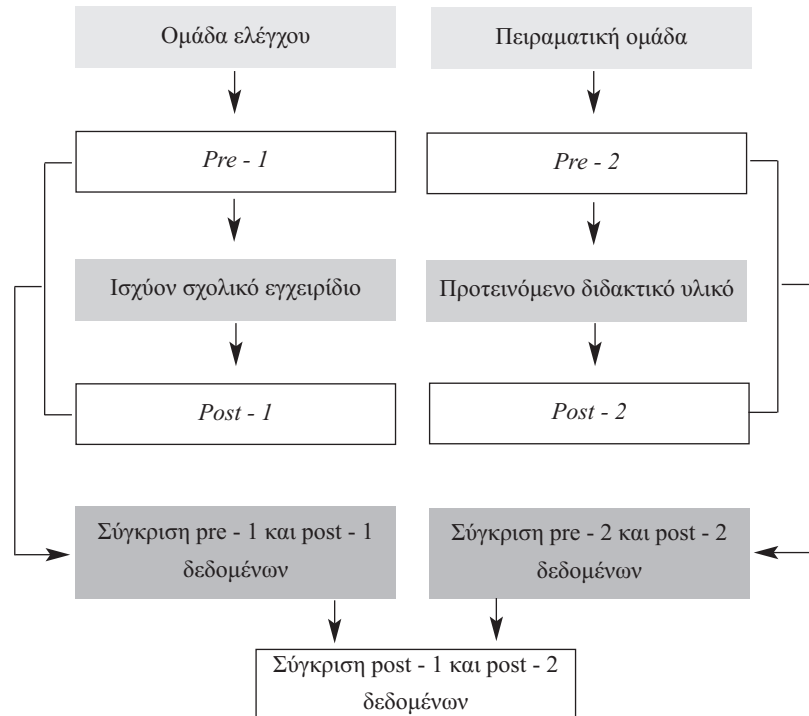 Ομάδα ελέγχου
Πειραματική ομάδα
Pre - 1
Pre - 2
Ισχύον σχολικό εγχειρίδιο
Προτεινόμενο διδακτικό υλικό
Post - 1
Post - 2
Σύγκριση pre - 1 και post - 1
δεδομένων
Σύγκριση pre - 2 και post - 2
δεδομένων
Σύγκριση post - 1 και post - 2
δεδομένων